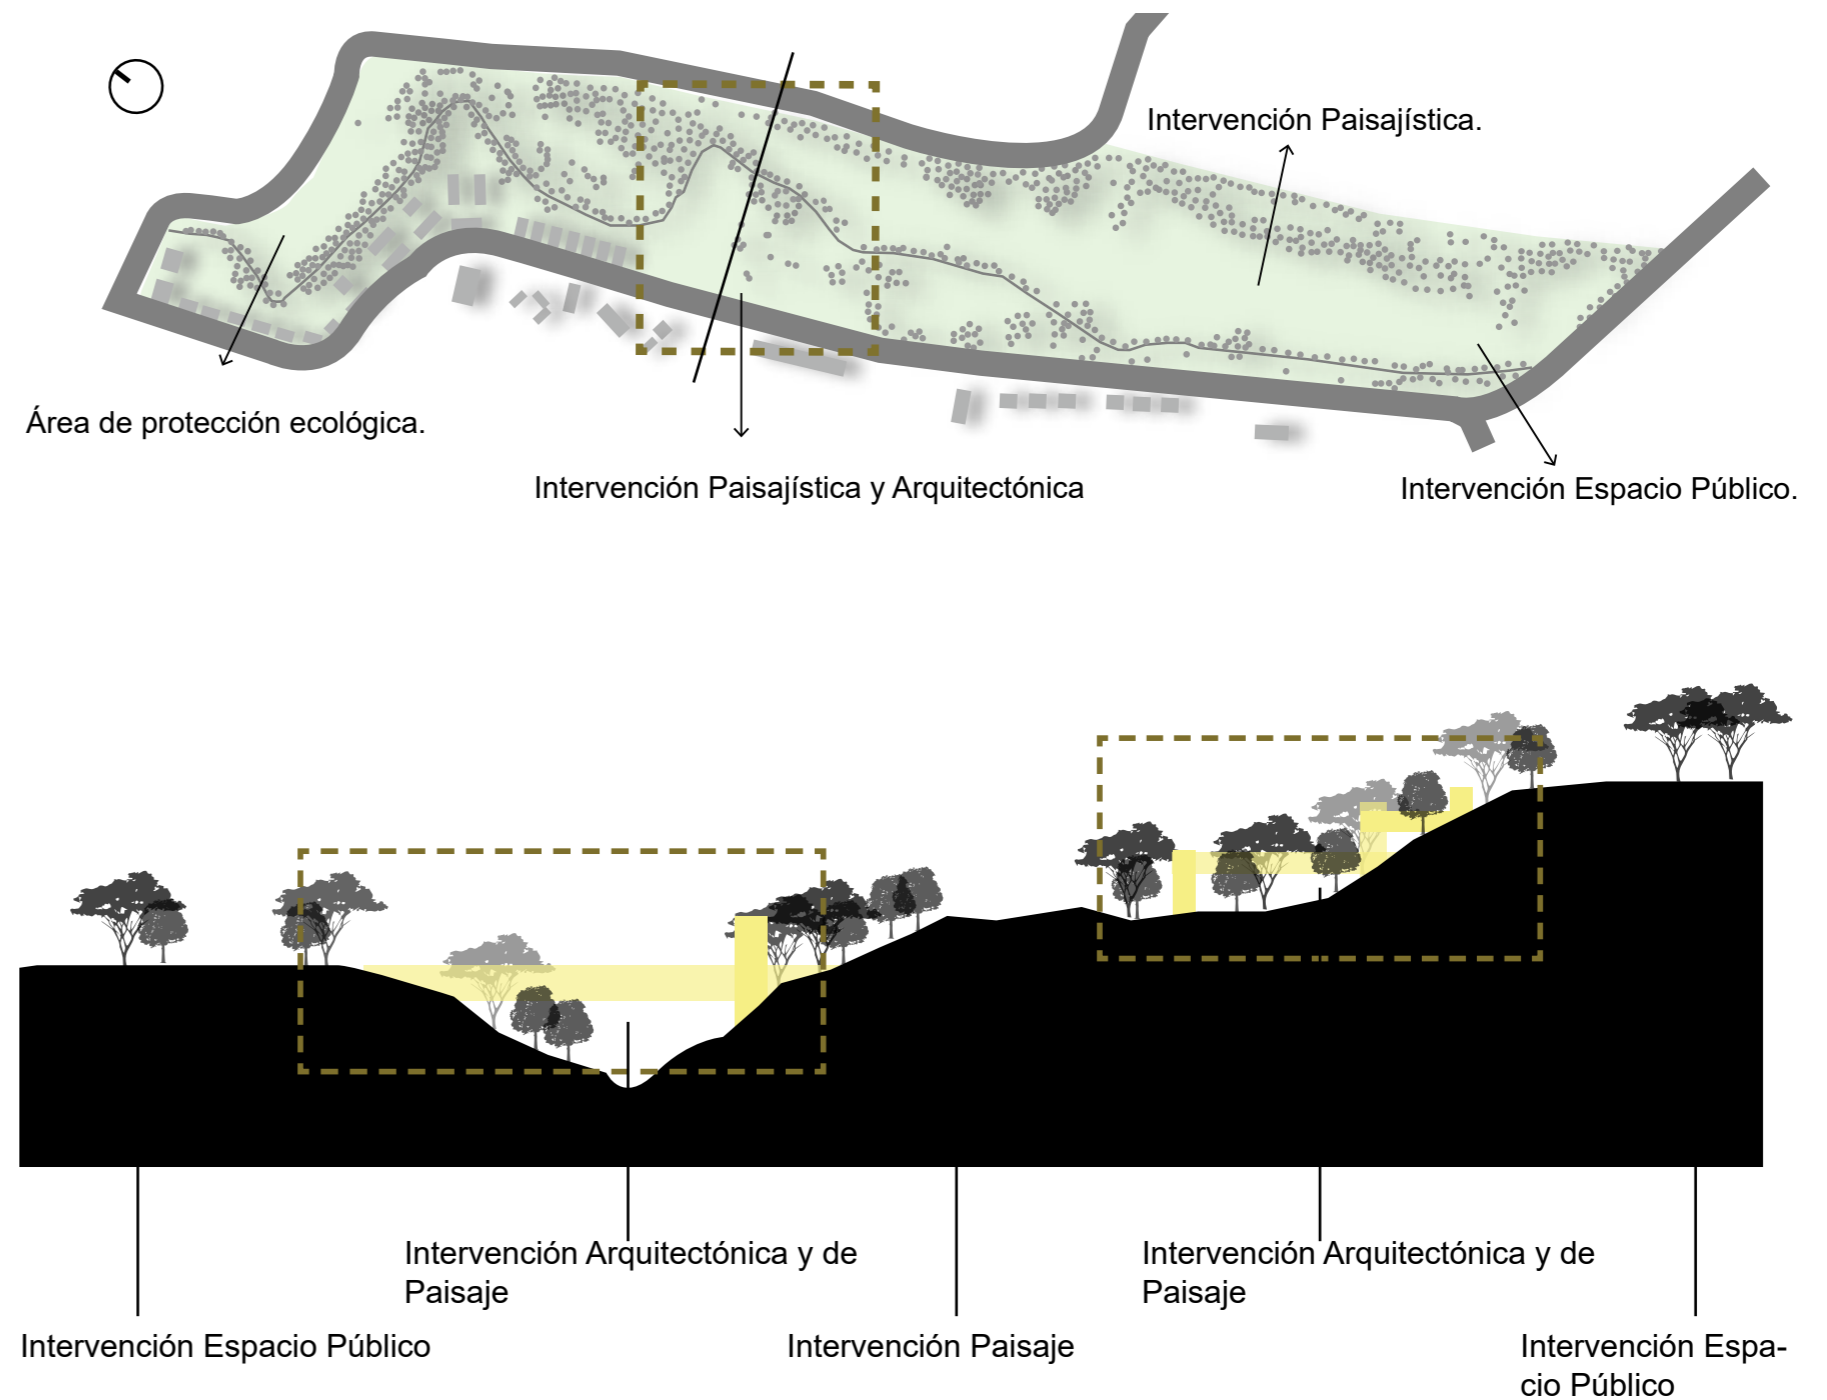 Intervención Paisajística.
Área de protección ecológica.
Intervención Paisajística y Arquitectónica
Intervención Espacio Público.
Intervención Arquitectónica y de
Paisaje
Intervención Arquitectónica y de
Paisaje
Intervención Espacio Público
Intervención Paisaje
Intervención Espa-
cio Público